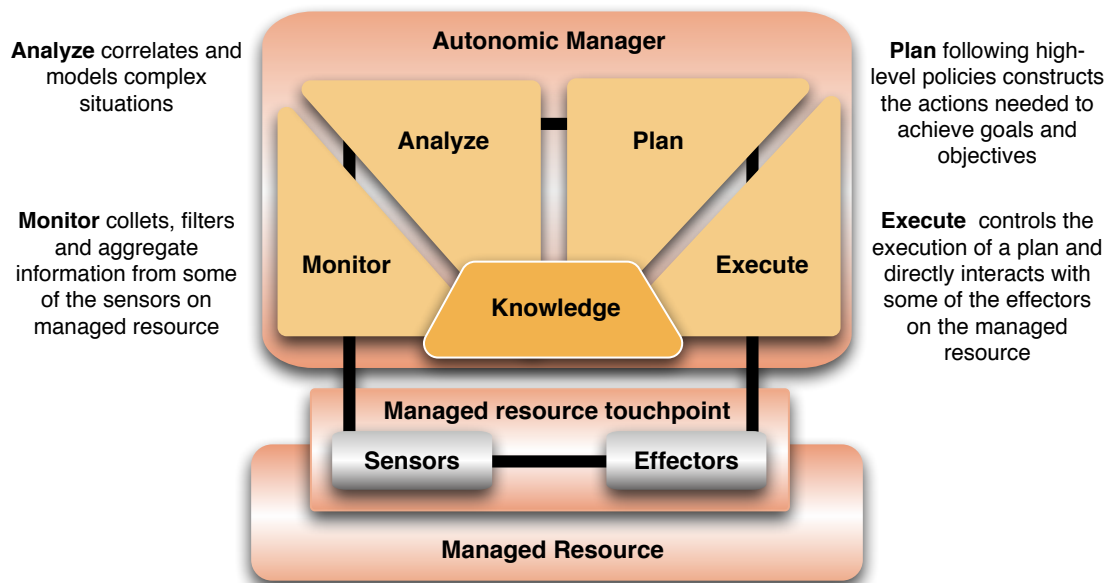 Autonomic Manager
Analyze correlates and
models complex
situations
Plan following high-
level policies constructs
the actions needed to
achieve goals and
objectives
Analyze
Plan
Monitor collets, filters
and aggregate
information from some
of the sensors on
managed resource
Execute controls the
execution of a plan and
directly interacts with
some of the effectors
on the managed
resource
Monitor
Execute
Knowledge
Managed resource touchpoint
Sensors
Effectors
Managed Resource